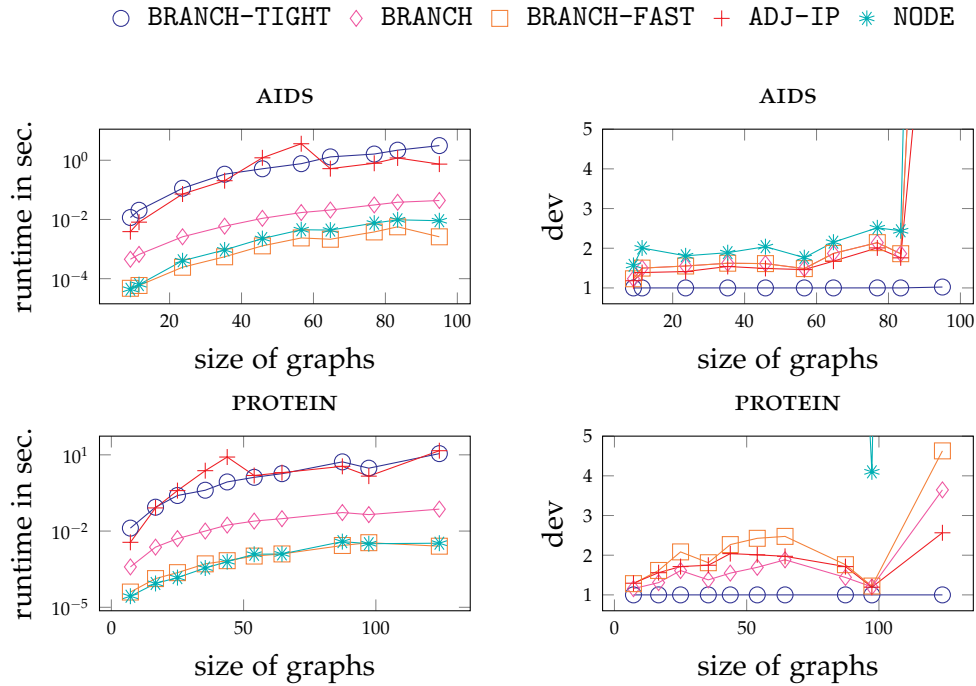 BRANCH-TIGHT BRANCH BRANCH-FAST ADJ-IP NODE
AIDS
runtime in sec.
10^0
10^−2
10^−4
20 40 60 80 100
size of graphs
AIDS
dev
5
4
3
2
1
20 40 60 80 100
size of graphs
PROTEIN
runtime in sec.
10^1
10^−2
10^−5
0 50 100
size of graphs
PROTEIN
dev
5
4
3
2
1
0 50 100
size of graphs